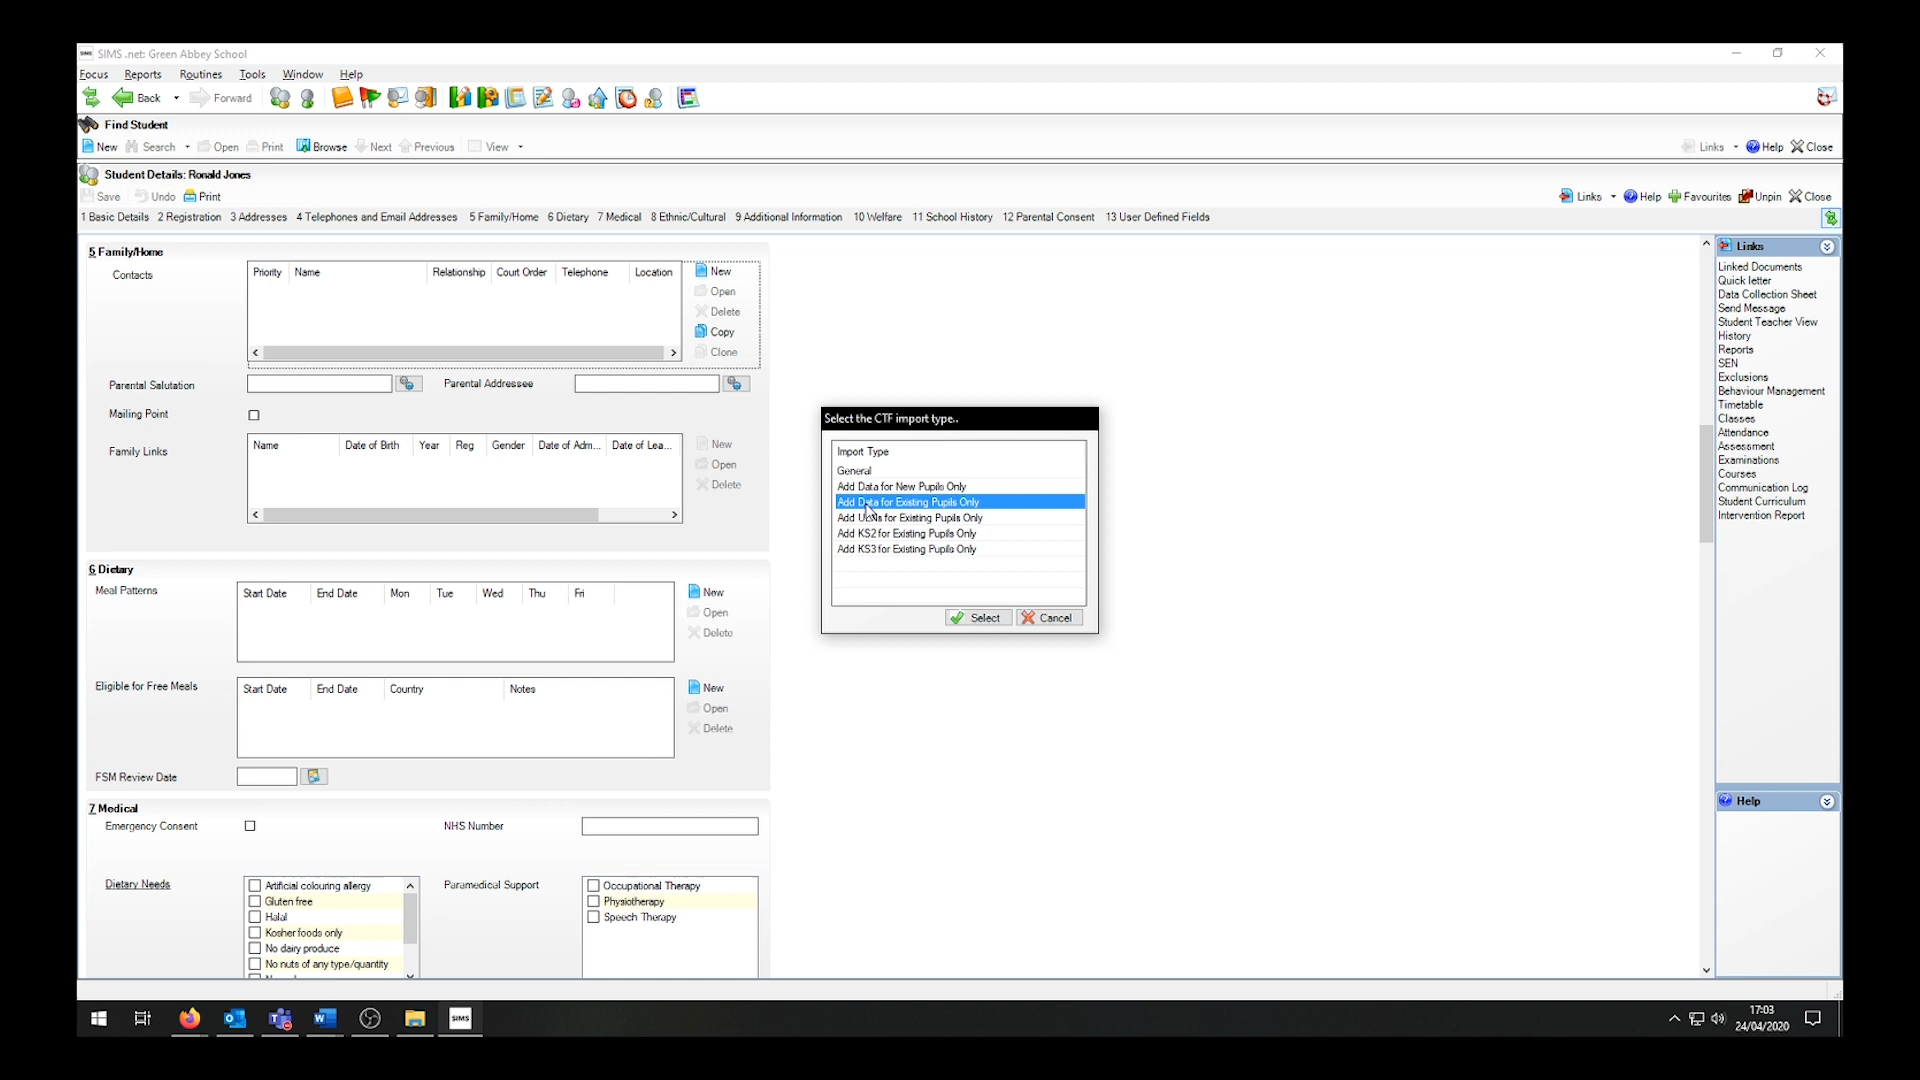 SIMS .net: Green Abbey School
Focus Reports Routines Tools Window Help
Back Forward
Find Student
New Search Open Print Browse Next Previous View Links Help Close
Student Details: Ronald Jones
Save Undo Print Links Help Favourites Unpin Close
1 Basic Details 2 Registration 3 Addresses 4 Telephones and Email Addresses 5 Family/Home 6 Dietary 7 Medical 8 Ethnic/Cultural 9 Additional Information 10 Welfare 11 School History 12 Parental Consent 13 User Defined Fields
5 Family/Home
Contacts
Priority Name Relationship Court Order Telephone Location
New
Open
Delete
Copy
Clone
Parental Salutation
Parental Addressee
Mailing Point
Family Links
Name Date of Birth Year Reg Gender Date of Adm... Date of Lea...
New
Open
Delete
6 Dietary
Meal Patterns
Start Date End Date Mon Tue Wed Thu Fri
New
Open
Delete
Eligible for Free Meals
Start Date End Date Country Notes
New
Open
Delete
FSM Review Date
7 Medical
Emergency Consent
NHS Number
Dietary Needs
Artificial colouring allergy
Gluten free
Halal
Kosher foods only
No dairy produce
No nuts of any type/quantity
Paramedical Support
Occupational Therapy
Physiotherapy
Speech Therapy
Select the CTF import type..
Import Type
General
Add Data for New Pupils Only
Add Data for Existing Pupils Only
Add ULNs for Existing Pupils Only
Add KS2 for Existing Pupils Only
Add KS3 for Existing Pupils Only
Select Cancel
Links
Linked Documents
Quick letter
Data Collection Sheet
Send Message
Student Teacher View
History
Reports
SEN
Exclusions
Behaviour Management
Timetable
Classes
Attendance
Assessment
Examinations
Courses
Communication Log
Student Curriculum
Intervention Report
Help
SIMS
17:03
24/04/2020